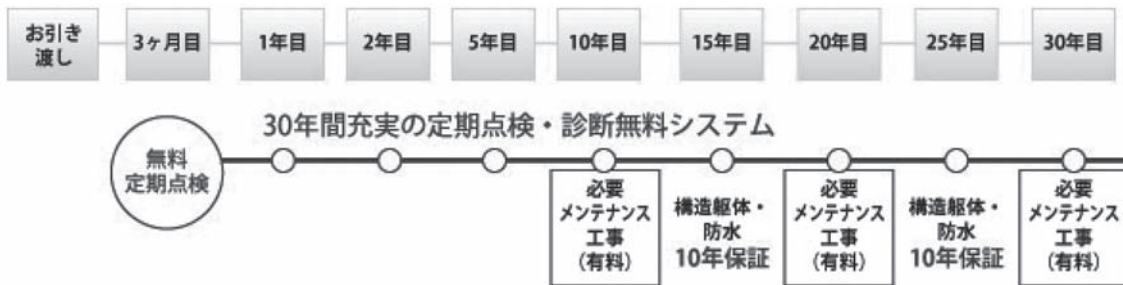 お引き
渡し
3ヶ月目
1年目
2年目
5年目
10年目
15年目
20年目
25年目
30年目
30年間充実の定期点検・診断無料システム
無料
定期点検
必要
メンテナンス
工事
(有料)
構造躯体・
防水
10年保証
必要
メンテナンス
工事
(有料)
構造躯体・
防水
10年保証
必要
メンテナンス
工事
(有料)